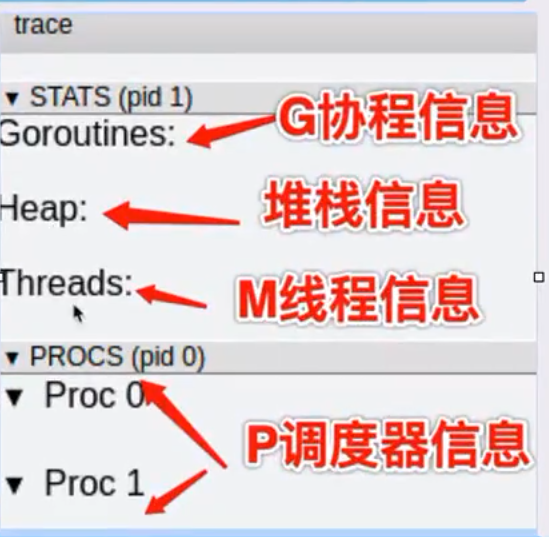 trace
▼ STATS (pid 1)
Goroutines:
G协程信息
Heap:
堆栈信息
Threads:
M线程信息
▼ PROCS (pid 0)
▼ Proc 0
P调度器信息
▼ Proc 1